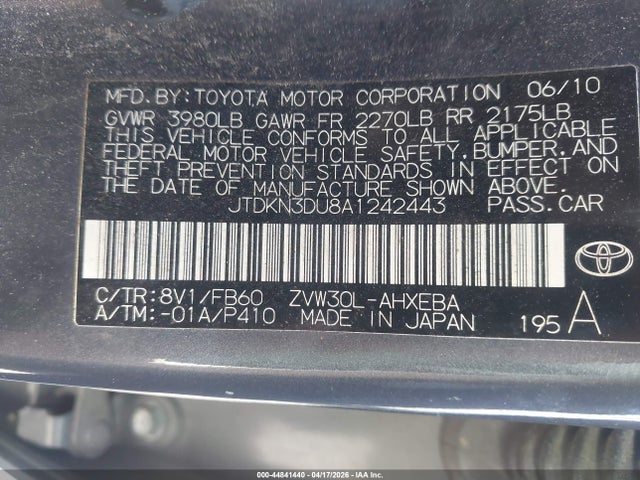 MFD.BY:TOYOTA MOTOR CORPORATION 06/10
GVWR 3980LB GAWR FR 2270LB RR 2175LB
THIS VEHICLE CONFORMS TO ALL APPLICABLE
FEDERAL MOTOR VEHICLE SAFETY,BUMPER,AND
THEFT PREVENTION STANDARDS IN EFFECT ON
THE DATE OF MANUFACTURE SHOWN ABOVE.
JTDKN3DU8A1242443 PASS.CAR
C/TR:8V1/FB60 ZVW30L-AHXEBA
A/TM:-01A/P410 MADE IN JAPAN 195 A
TOYOTA
000-44841440 - 04/17/2026 - IAA Inc.